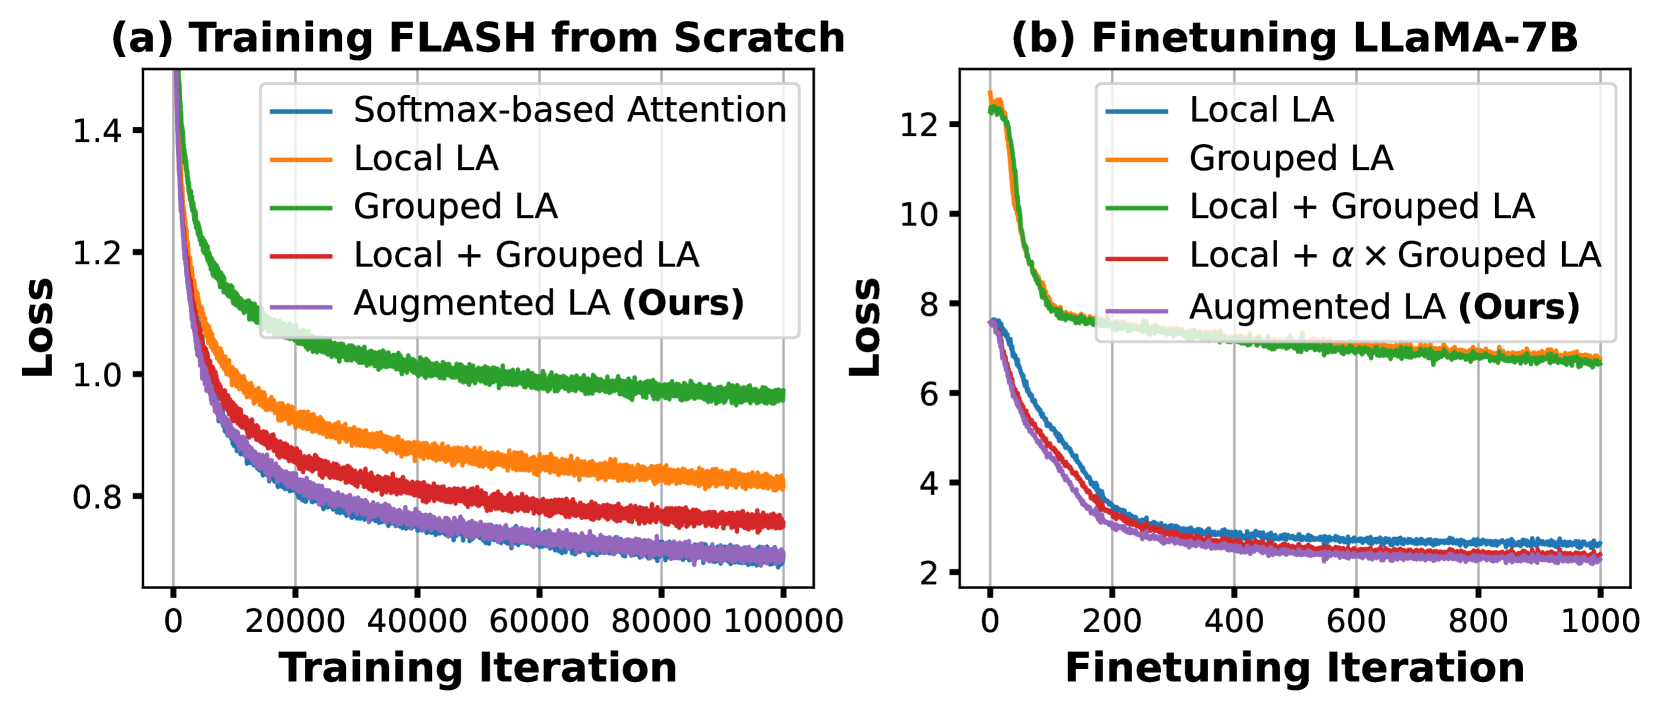 (a) Training FLASH from Scratch
Loss
1.4
1.2
1.0
0.8
Softmax-based Attention
Local LA
Grouped LA
Local + Grouped LA
Augmented LA (Ours)
0 20000 40000 60000 80000 100000
Training Iteration
(b) Finetuning LLaMA-7B
Loss
12
10
8
6
4
2
Local LA
Grouped LA
Local + Grouped LA
Local + α × Grouped LA
Augmented LA (Ours)
0 200 400 600 800 1000
Finetuning Iteration